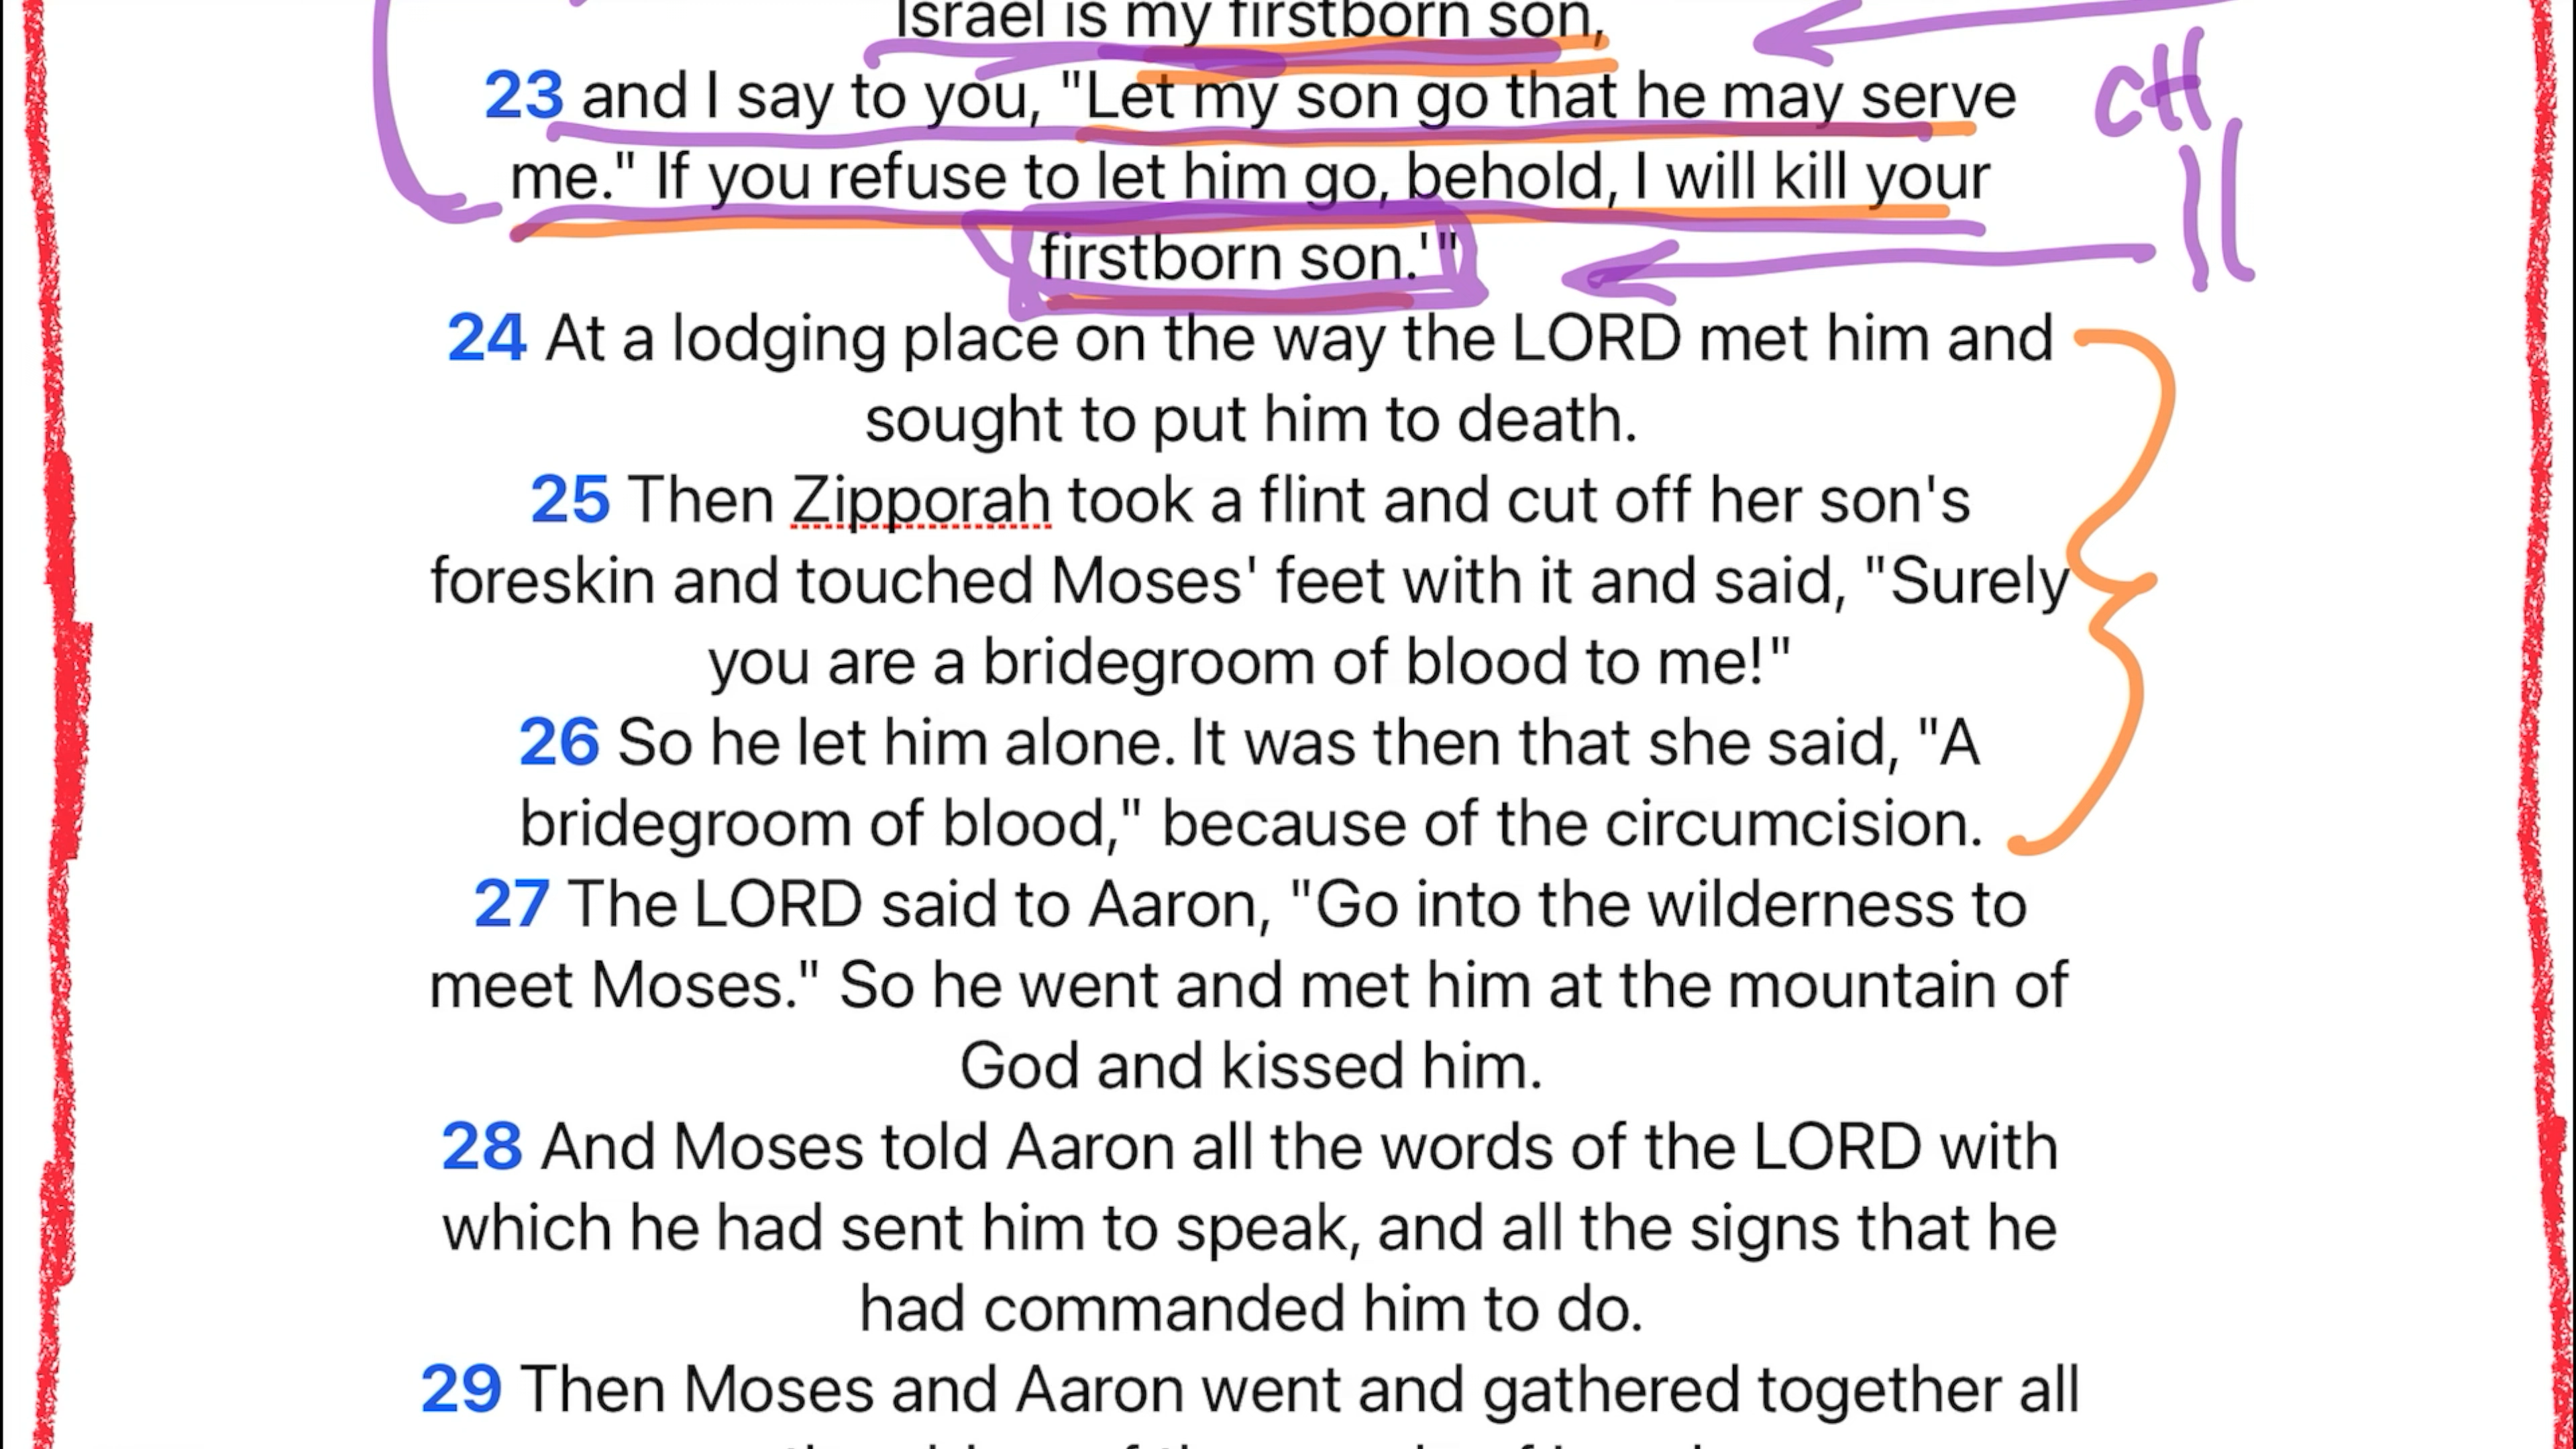 Israel is my firstborn son,
23 and I say to you, "Let my son go that he may serve
me." If you refuse to let him go, behold, I will kill your
firstborn son.'"
CH
11
24 At a lodging place on the way the LORD met him and
sought to put him to death.
25 Then Zipporah took a flint and cut off her son's
foreskin and touched Moses' feet with it and said, "Surely
you are a bridegroom of blood to me!"
26 So he let him alone. It was then that she said, "A
bridegroom of blood," because of the circumcision.
27 The LORD said to Aaron, "Go into the wilderness to
meet Moses." So he went and met him at the mountain of
God and kissed him.
28 And Moses told Aaron all the words of the LORD with
which he had sent him to speak, and all the signs that he
had commanded him to do.
29 Then Moses and Aaron went and gathered together all